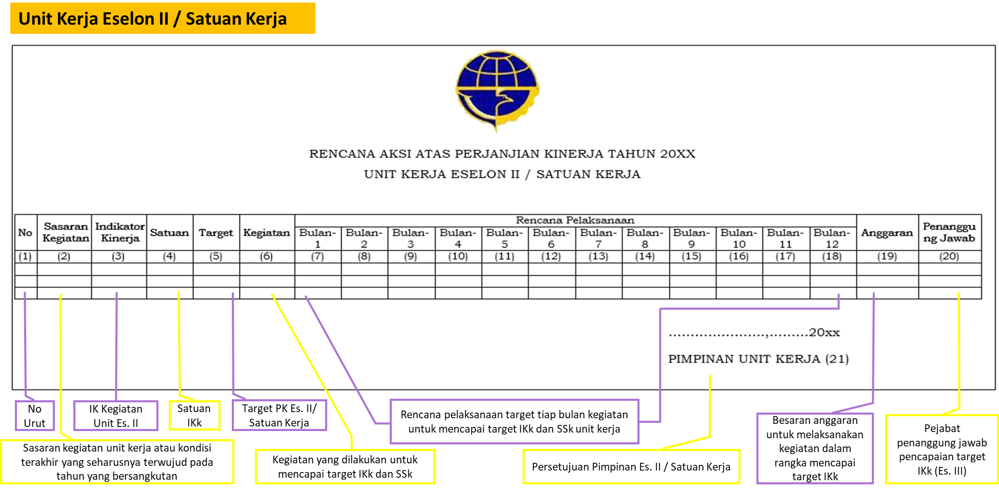 Unit Kerja Eselon II / Satuan Kerja
RENCANA AKSI ATAS PERJANJIAN KINERJA TAHUN 20XX
UNIT KERJA ESELON II / SATUAN KERJA
No
Sasaran
Kegiatan
Indikator
Kinerja
Satuan
Target
Kegiatan
Rencana Pelaksanaan
Bulan-
1
Bulan-
2
Bulan-
3
Bulan-
4
Bulan-
5
Bulan-
6
Bulan-
7
Bulan-
8
Bulan-
9
Bulan-
10
Bulan-
11
Bulan-
12
Anggaran
Penanggu
ng Jawab
(1) (2) (3) (4) (5) (6) (7) (8) (9) (10) (11) (12) (13) (14) (15) (16) (17) (18) (19) (20)
......................,.........20xx
PIMPINAN UNIT KERJA (21)
No
Urut
IK Kegiatan
Unit Es. II
Satuan
IKk
Target PK Es. II/
Satuan Kerja
Rencana pelaksanaan target tiap bulan kegiatan
untuk mencapai target IKk dan SSk unit kerja
Besaran anggaran
untuk melaksanakan
kegiatan dalam
rangka mencapai
target IKk
Pejabat
penanggung jawab
pencapaian target
IKk (Es. III)
Sasaran kegiatan unit kerja atau kondisi
terakhir yang seharusnya terwujud pada
tahun yang bersangkutan
Kegiatan yang dilakukan untuk
mencapai target IKk dan SSk
Persetujuan Pimpinan Es. II / Satuan Kerja